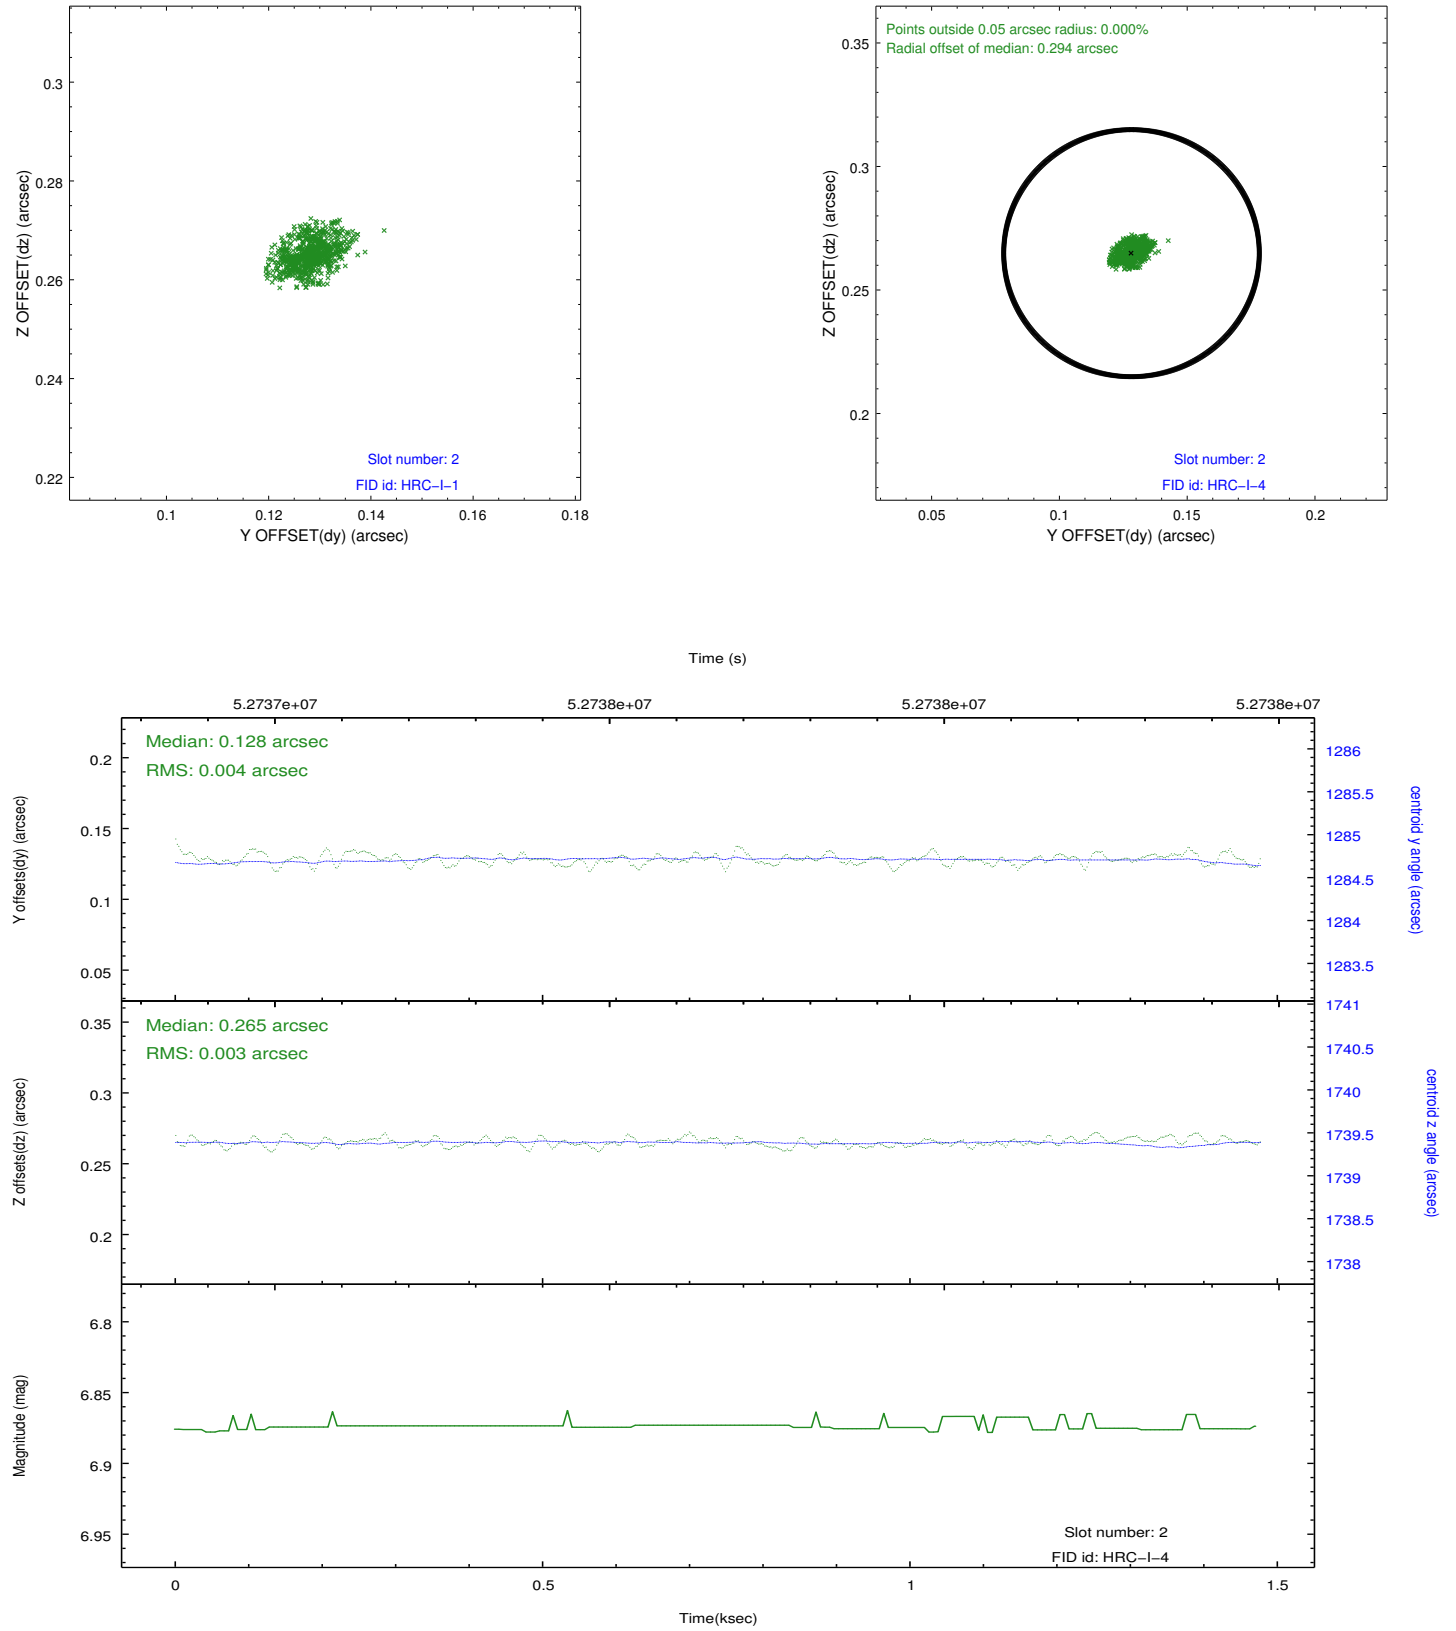 0.3
0.28
0.26
0.24
0.22
Z OFFSET(dz) (arcsec)
Slot number: 2
FID id: HRC−I−1
0.1 0.12 0.14 0.16 0.18
Y OFFSET(dy) (arcsec)
Points outside 0.05 arcsec radius: 0.000%
Radial offset of median: 0.294 arcsec
0.35
0.3
0.25
0.2
Z OFFSET(dz) (arcsec)
Slot number: 2
FID id: HRC−I−4
0.05 0.1 0.15 0.2
Y OFFSET(dy) (arcsec)
Time (s)
5.2737e+07 5.2738e+07 5.2738e+07 5.2738e+07
Median: 0.128 arcsec
RMS: 0.004 arcsec
0.2
0.15
0.1
0.05
Y offsets(dy) (arcsec)
1286
1285.5
1285
1284.5
1284
1283.5
centroid y angle (arcsec)
Median: 0.265 arcsec
RMS: 0.003 arcsec
0.35
0.3
0.25
0.2
Z offsets(dz) (arcsec)
1741
1740.5
1740
1739.5
1739
1738.5
1738
centroid z angle (arcsec)
6.8
6.85
6.9
6.95
Magnitude (mag)
Slot number: 2
FID id: HRC−I−4
0 0.5 1 1.5
Time(ksec)